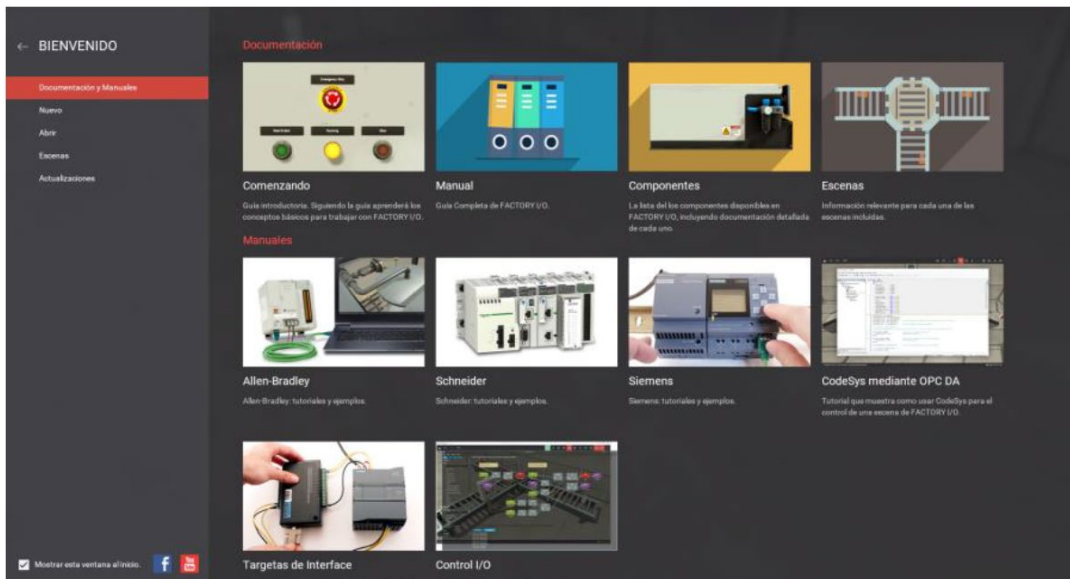 BIENVENIDO
Documentación y Manuales
Nuevo
Abrir
Escenas
Actualizaciones
Mostrar esta ventana al inicio.
Documentación
Comenzando
Guía introductoria. Siguiendo la guía aprenderá los
conceptos básicos para trabajar con FACTORY I/O.
Manual
Guía Completa de FACTORY I/O.
Componentes
La lista del los componentes disponibles en
FACTORY I/O, incluyendo documentación detallada
de cada uno.
Escenas
Información relevante para cada una de las
escenas incluidas.
Manuales
Allen-Bradley
Allen-Bradley: tutoriales y ejemplos.
Schneider
Schneider: tutoriales y ejemplos.
Siemens
Siemens: tutoriales y ejemplos.
CodeSys mediante OPC DA
Tutorial que muestra como usar CodeSys para el
control de una escena de FACTORY I/O.
Targetas de Interface
Control I/O